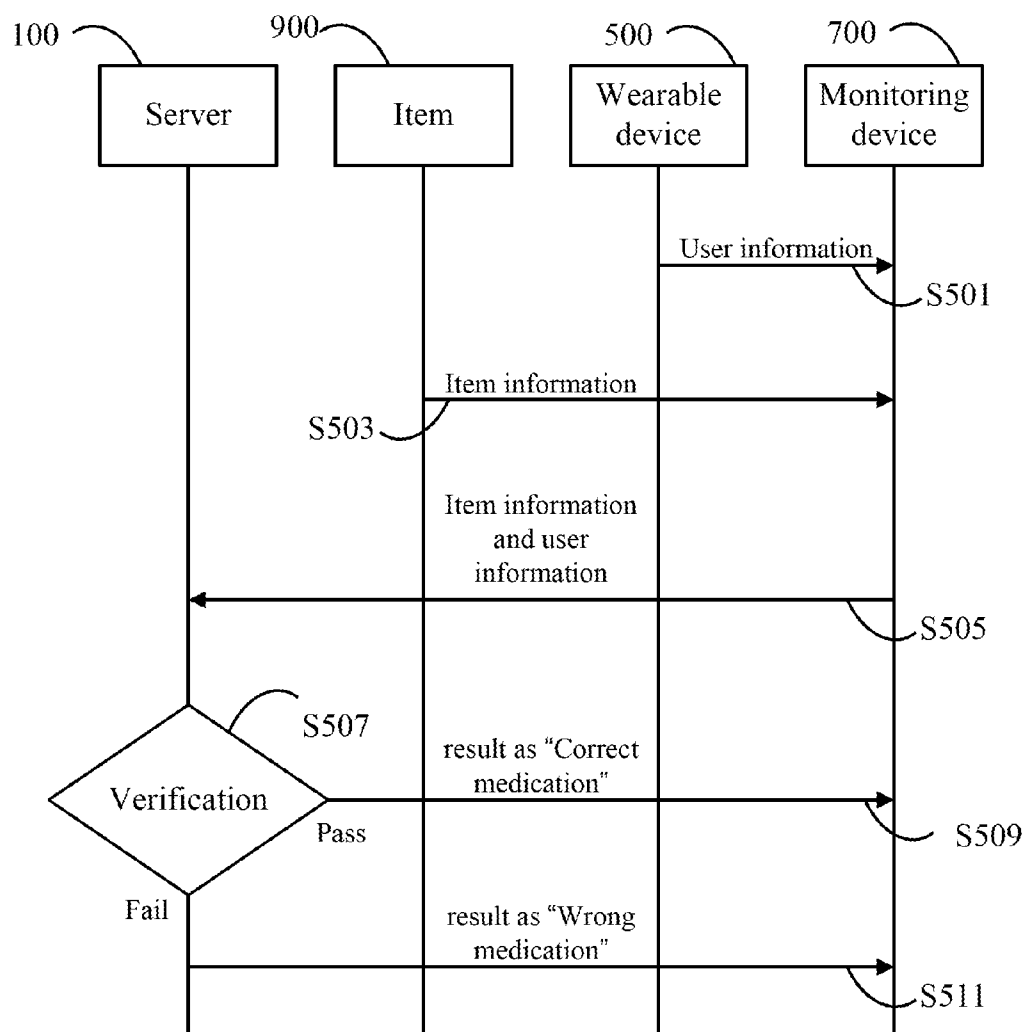 100
900
500
700
Server
Item
Wearable
device
Monitoring
device
User information
S501
Item information
S503
Item information
and user
information
S505
S507
Verification
result as “Correct
medication”
Pass
S509
Fail
result as “Wrong
medication”
S511